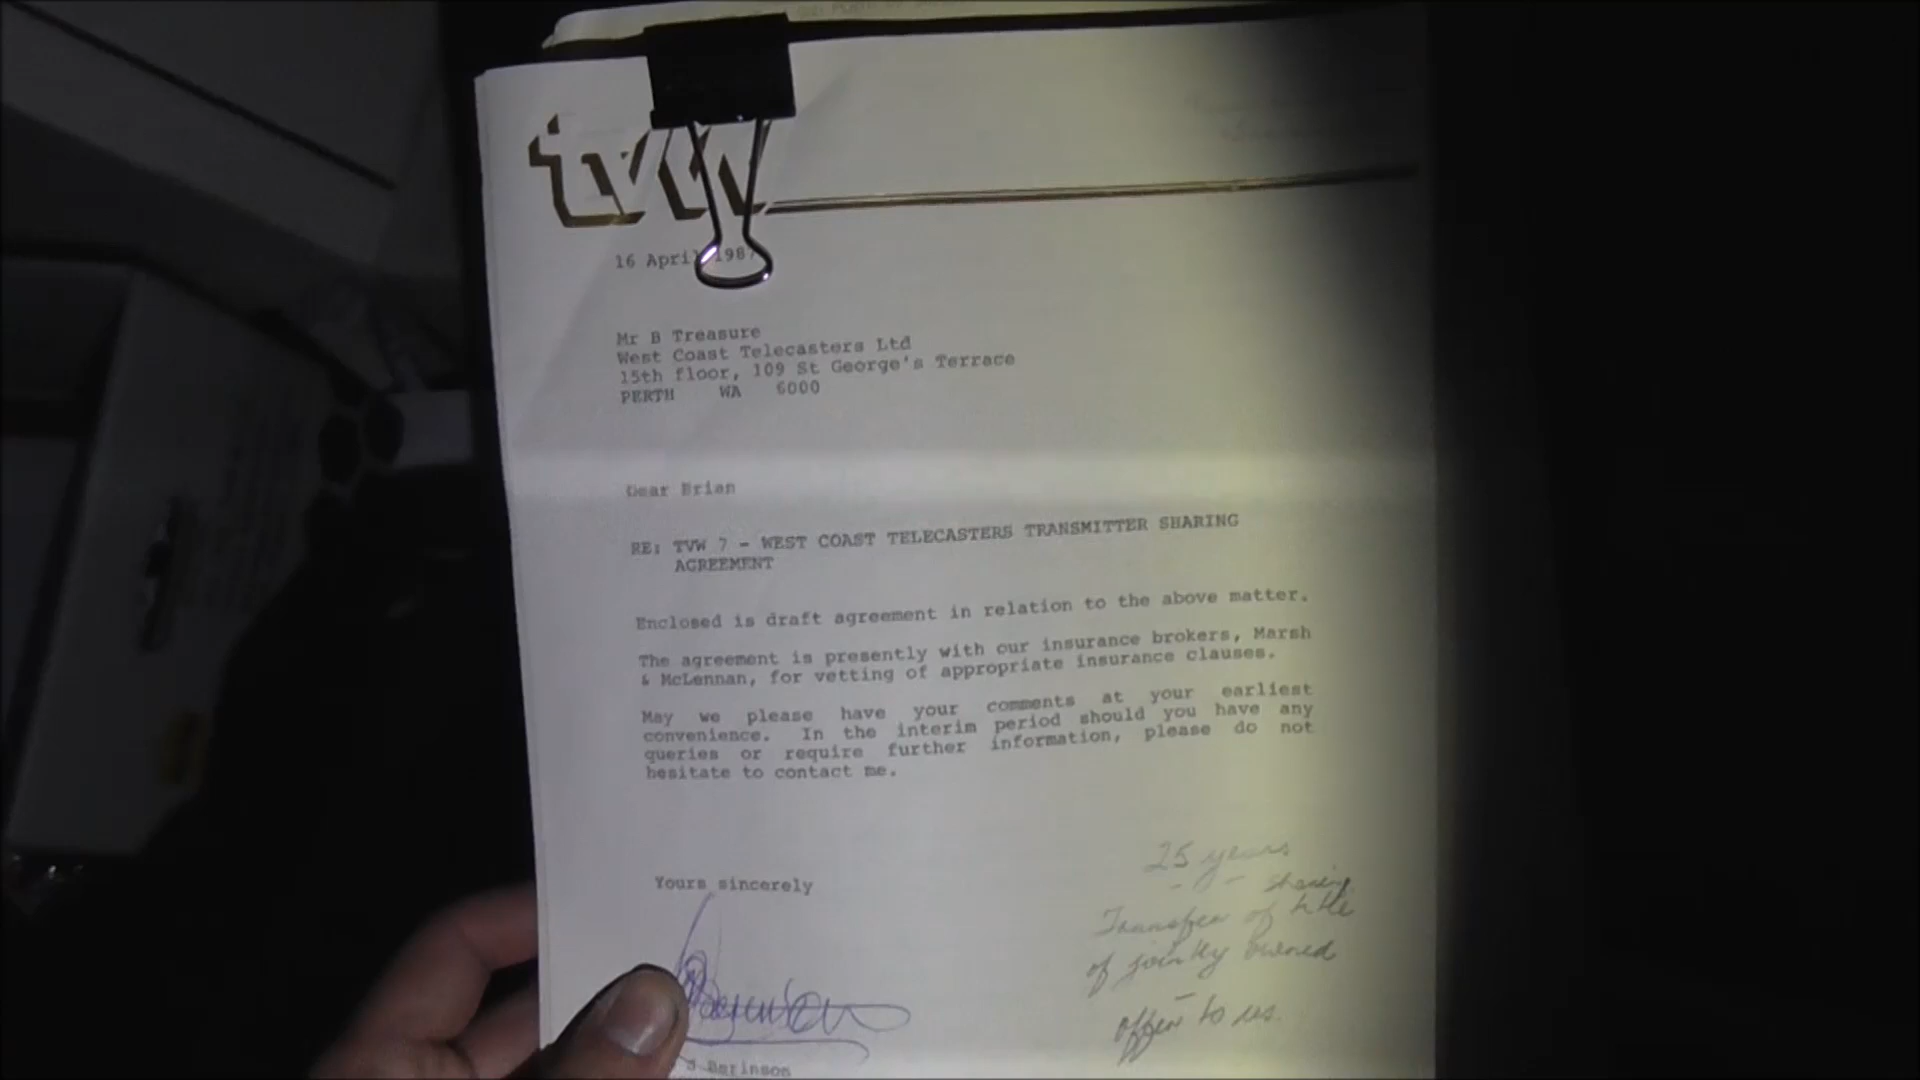 tvw
16 April 1987
Mr B Treasure
West Coast Telecasters Ltd
15th floor, 109 St George's Terrace
PERTH WA 6000
Dear Brian
RE: TVW 7 - WEST COAST TELECASTERS TRANSMITTER SHARING
AGREEMENT
Enclosed is draft agreement in relation to the above matter.
The agreement is presently with our insurance brokers, Marsh
& McLennan, for vetting of appropriate insurance clauses.
May we please have your comments at your earliest
convenience. In the interim period should you have any
queries or require further information, please do not
hesitate to contact me.
Yours sincerely
25 years
sharing
Transfer of title
of jointly owned
offer to us.
S Berinson